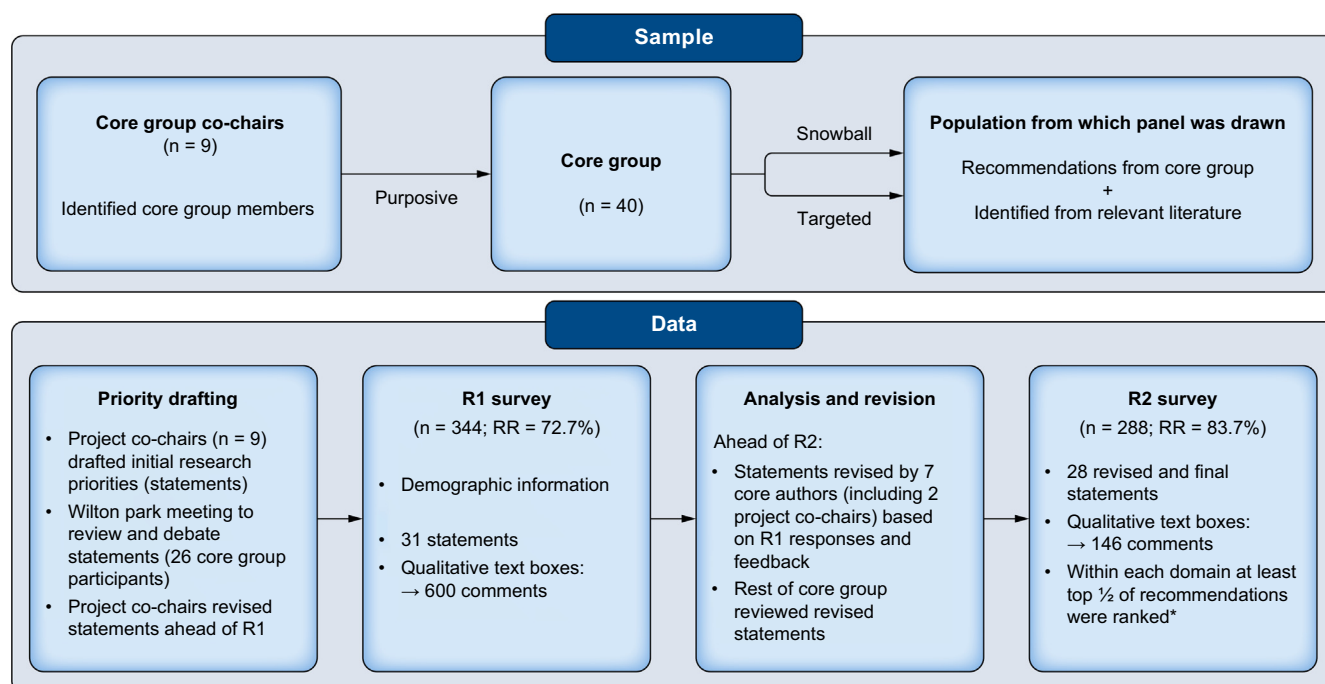 Sample
Core group co-chairs
(n = 9)
Identified core group members
Purposive
Core group
(n = 40)
Snowball
Targeted
Population from which panel was drawn
Recommendations from core group
+
Identified from relevant literature
Data
Priority drafting
• Project co-chairs (n = 9)
drafted initial research
priorities (statements)
• Wilton park meeting to
review and debate
statements (26 core group
participants)
• Project co-chairs revised
statements ahead of R1
R1 survey
(n = 344; RR = 72.7%)
• Demographic information
• 31 statements
• Qualitative text boxes:
→ 600 comments
Analysis and revision
Ahead of R2:
• Statements revised by 7
core authors (including 2
project co-chairs) based
on R1 responses and
feedback
• Rest of core group
reviewed revised
statements
R2 survey
(n = 288; RR = 83.7%)
• 28 revised and final
statements
• Qualitative text boxes:
→ 146 comments
• Within each domain at least
top ½ of recommendations
were ranked*